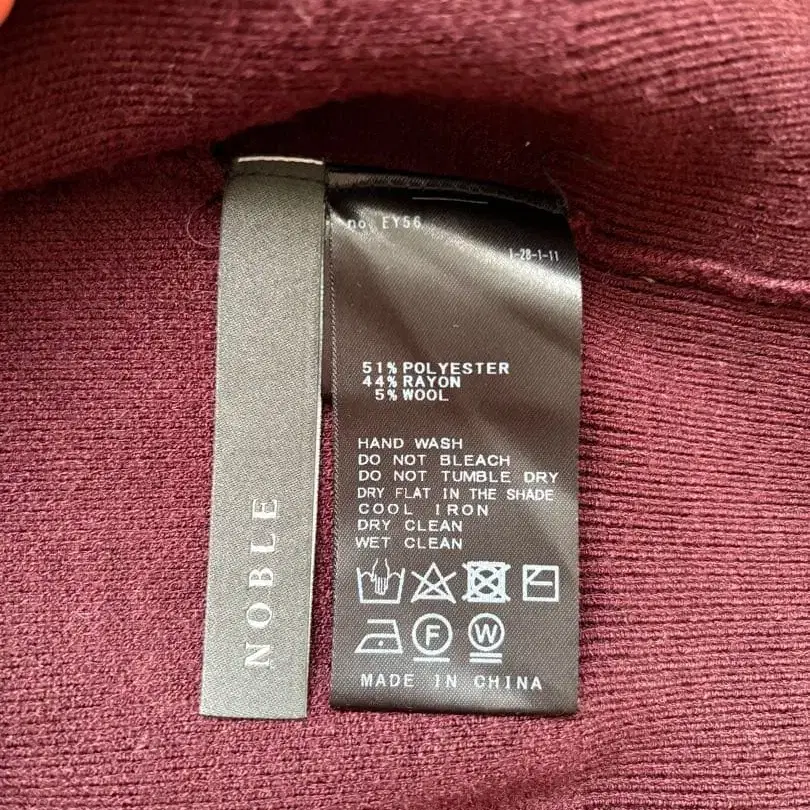 NOBLE
no. EY56
1-28-1-11
51% POLYESTER
44% RAYON
5% WOOL
HAND WASH
DO NOT BLEACH
DO NOT TUMBLE DRY
DRY FLAT IN THE SHADE
COOL IRON
DRY CLEAN
WET CLEAN
F W
MADE IN CHINA